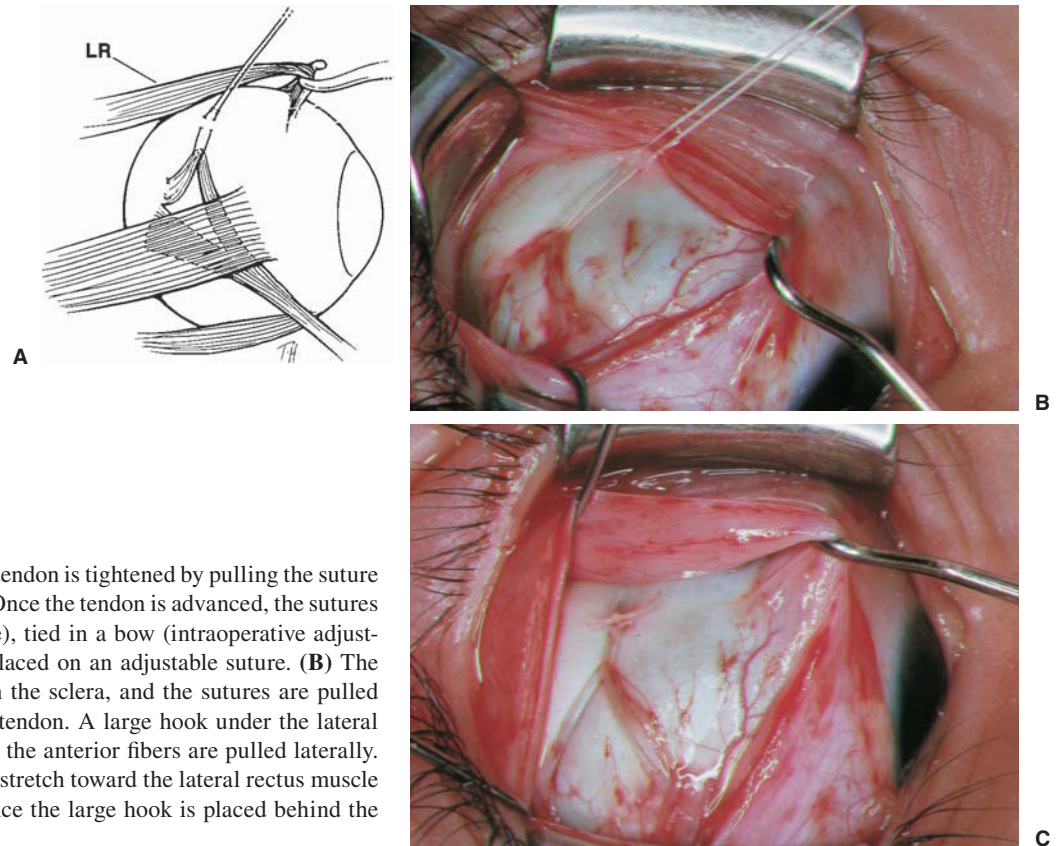 LR
T.H
A
B
tendon is tightened by pulling the suture
Once the tendon is advanced, the sutures
), tied in a bow (intraoperative adjust-
laced on an adjustable suture. (B) The
the sclera, and the sutures are pulled
tendon. A large hook under the lateral
the anterior fibers are pulled laterally.
stretch toward the lateral rectus muscle
ce the large hook is placed behind the
C